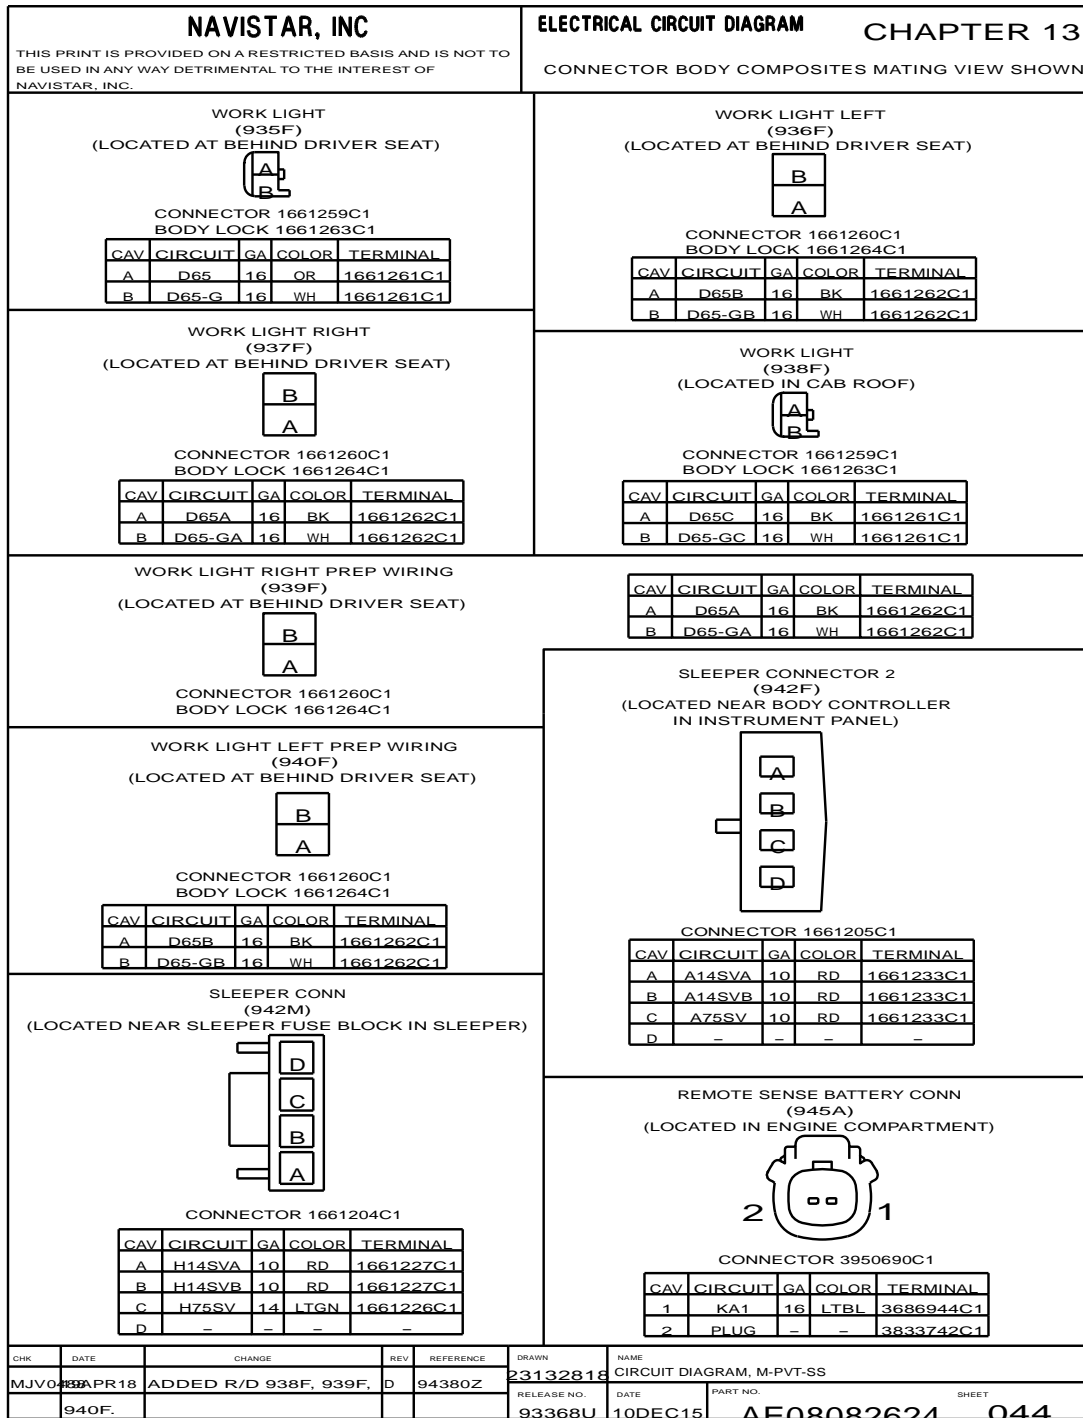 NAVISTAR, INC
THIS PRINT IS PROVIDED ON A RESTRICTED BASIS AND IS NOT TO
BE USED IN ANY WAY DETRIMENTAL TO THE INTEREST OF
NAVISTAR, INC.
ELECTRICAL CIRCUIT DIAGRAM CHAPTER 13
CONNECTOR BODY COMPOSITES MATING VIEW SHOWN
WORK LIGHT
(935F)
(LOCATED AT BEHIND DRIVER SEAT)
A
B
CONNECTOR 1661259C1
BODY LOCK 1661263C1
CAV CIRCUIT GA COLOR TERMINAL
A D65 16 OR 1661261C1
B D65-G 16 WH 1661261C1
WORK LIGHT LEFT
(936F)
(LOCATED AT BEHIND DRIVER SEAT)
B
A
CONNECTOR 1661260C1
BODY LOCK 1661264C1
CAV CIRCUIT GA COLOR TERMINAL
A D65B 16 BK 1661262C1
B D65-GB 16 WH 1661262C1
WORK LIGHT RIGHT
(937F)
(LOCATED AT BEHIND DRIVER SEAT)
B
A
CONNECTOR 1661260C1
BODY LOCK 1661264C1
CAV CIRCUIT GA COLOR TERMINAL
A D65A 16 BK 1661262C1
B D65-GA 16 WH 1661262C1
WORK LIGHT
(938F)
(LOCATED IN CAB ROOF)
A
B
CONNECTOR 1661259C1
BODY LOCK 1661263C1
CAV CIRCUIT GA COLOR TERMINAL
A D65C 16 BK 1661261C1
B D65-GC 16 WH 1661261C1
WORK LIGHT RIGHT PREP WIRING
(939F)
(LOCATED AT BEHIND DRIVER SEAT)
B
A
CONNECTOR 1661260C1
BODY LOCK 1661264C1
CAV CIRCUIT GA COLOR TERMINAL
A D65A 16 BK 1661262C1
B D65-GA 16 WH 1661262C1
WORK LIGHT LEFT PREP WIRING
(940F)
(LOCATED AT BEHIND DRIVER SEAT)
B
A
CONNECTOR 1661260C1
BODY LOCK 1661264C1
CAV CIRCUIT GA COLOR TERMINAL
A D65B 16 BK 1661262C1
B D65-GB 16 WH 1661262C1
SLEEPER CONNECTOR 2
(942F)
(LOCATED NEAR BODY CONTROLLER
IN INSTRUMENT PANEL)
A
B
C
D
CONNECTOR 1661205C1
CAV CIRCUIT GA COLOR TERMINAL
A A14SVA 10 RD 1661233C1
B A14SVB 10 RD 1661233C1
C A75SV 10 RD 1661233C1
D – – – –
SLEEPER CONN
(942M)
(LOCATED NEAR SLEEPER FUSE BLOCK IN SLEEPER)
D
C
B
A
CONNECTOR 1661204C1
CAV CIRCUIT GA COLOR TERMINAL
A H14SVA 10 RD 1661227C1
B H14SVB 10 RD 1661227C1
C H75SV 14 LTGN 1661226C1
D – – – –
REMOTE SENSE BATTERY CONN
(945A)
(LOCATED IN ENGINE COMPARTMENT)
2 1
CONNECTOR 3950690C1
CAV CIRCUIT GA COLOR TERMINAL
1 KA1 16 LTBL 3686944C1
2 PLUG – – 3833742C1
CHK DATE CHANGE REV REFERENCE
19APR18 ADDED R/D 938F, 939F, D 94380Z
940F.
DRAWN NAME
23132818 CIRCUIT DIAGRAM, M-PVT-SS
RELEASE NO. DATE PART NO. SHEET
93368U 10DEC15 AF08082624 044